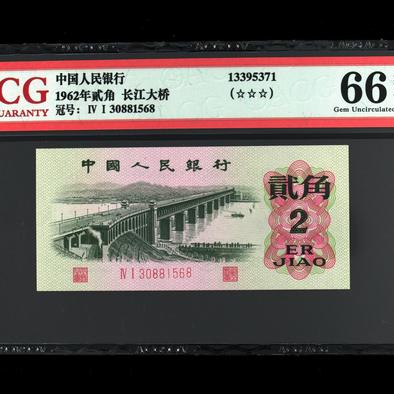 CG
UARANTY
中国人民银行
1962年贰角 长江大桥
冠号: IV I 30881568
13395371
(☆☆☆)
66
Gem Uncirculated
中國人民銀行
貳角
2
ER
JIAO
IV I 30881568